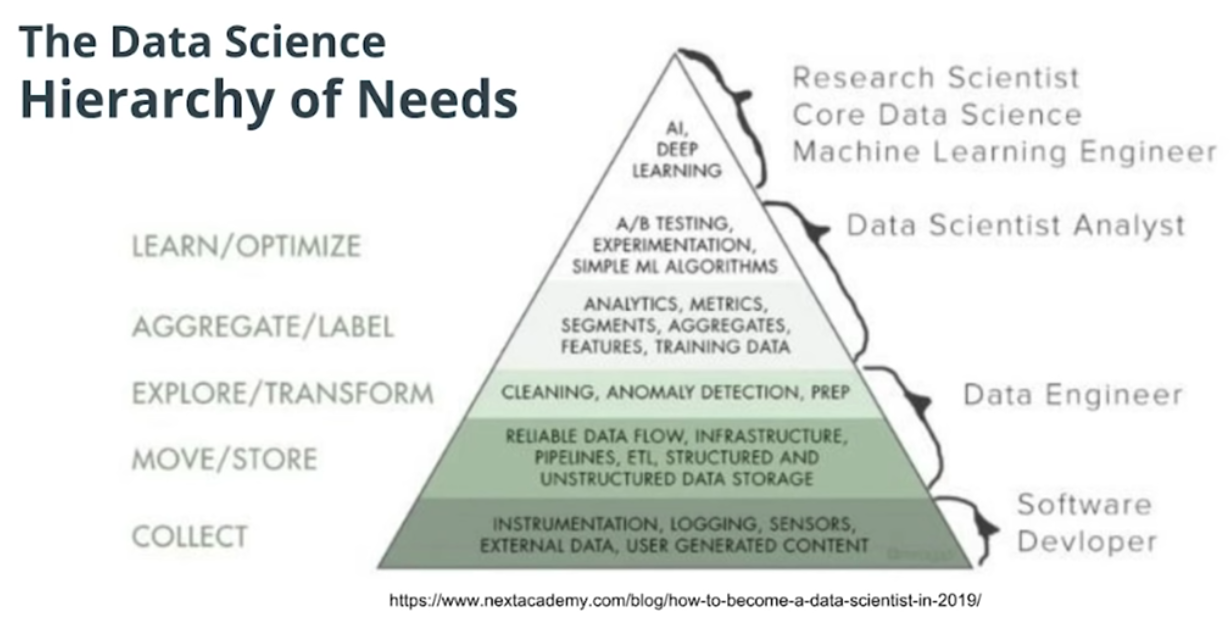 The Data Science
Hierarchy of Needs
AI,
DEEP
LEARNING
Research Scientist
Core Data Science
Machine Learning Engineer
LEARN/OPTIMIZE
A/B TESTING,
EXPERIMENTATION,
SIMPLE ML ALGORITHMS
Data Scientist Analyst
AGGREGATE/LABEL
ANALYTICS, METRICS,
SEGMENTS, AGGREGATES,
FEATURES, TRAINING DATA
EXPLORE/TRANSFORM
CLEANING, ANOMALY DETECTION, PREP
Data Engineer
MOVE/STORE
RELIABLE DATA FLOW, INFRASTRUCTURE,
PIPELINES, ETL, STRUCTURED AND
UNSTRUCTURED DATA STORAGE
COLLECT
INSTRUMENTATION, LOGGING, SENSORS,
EXTERNAL DATA, USER GENERATED CONTENT
Software
Devloper
https://www.nextacademy.com/blog/how-to-become-a-data-scientist-in-2019/